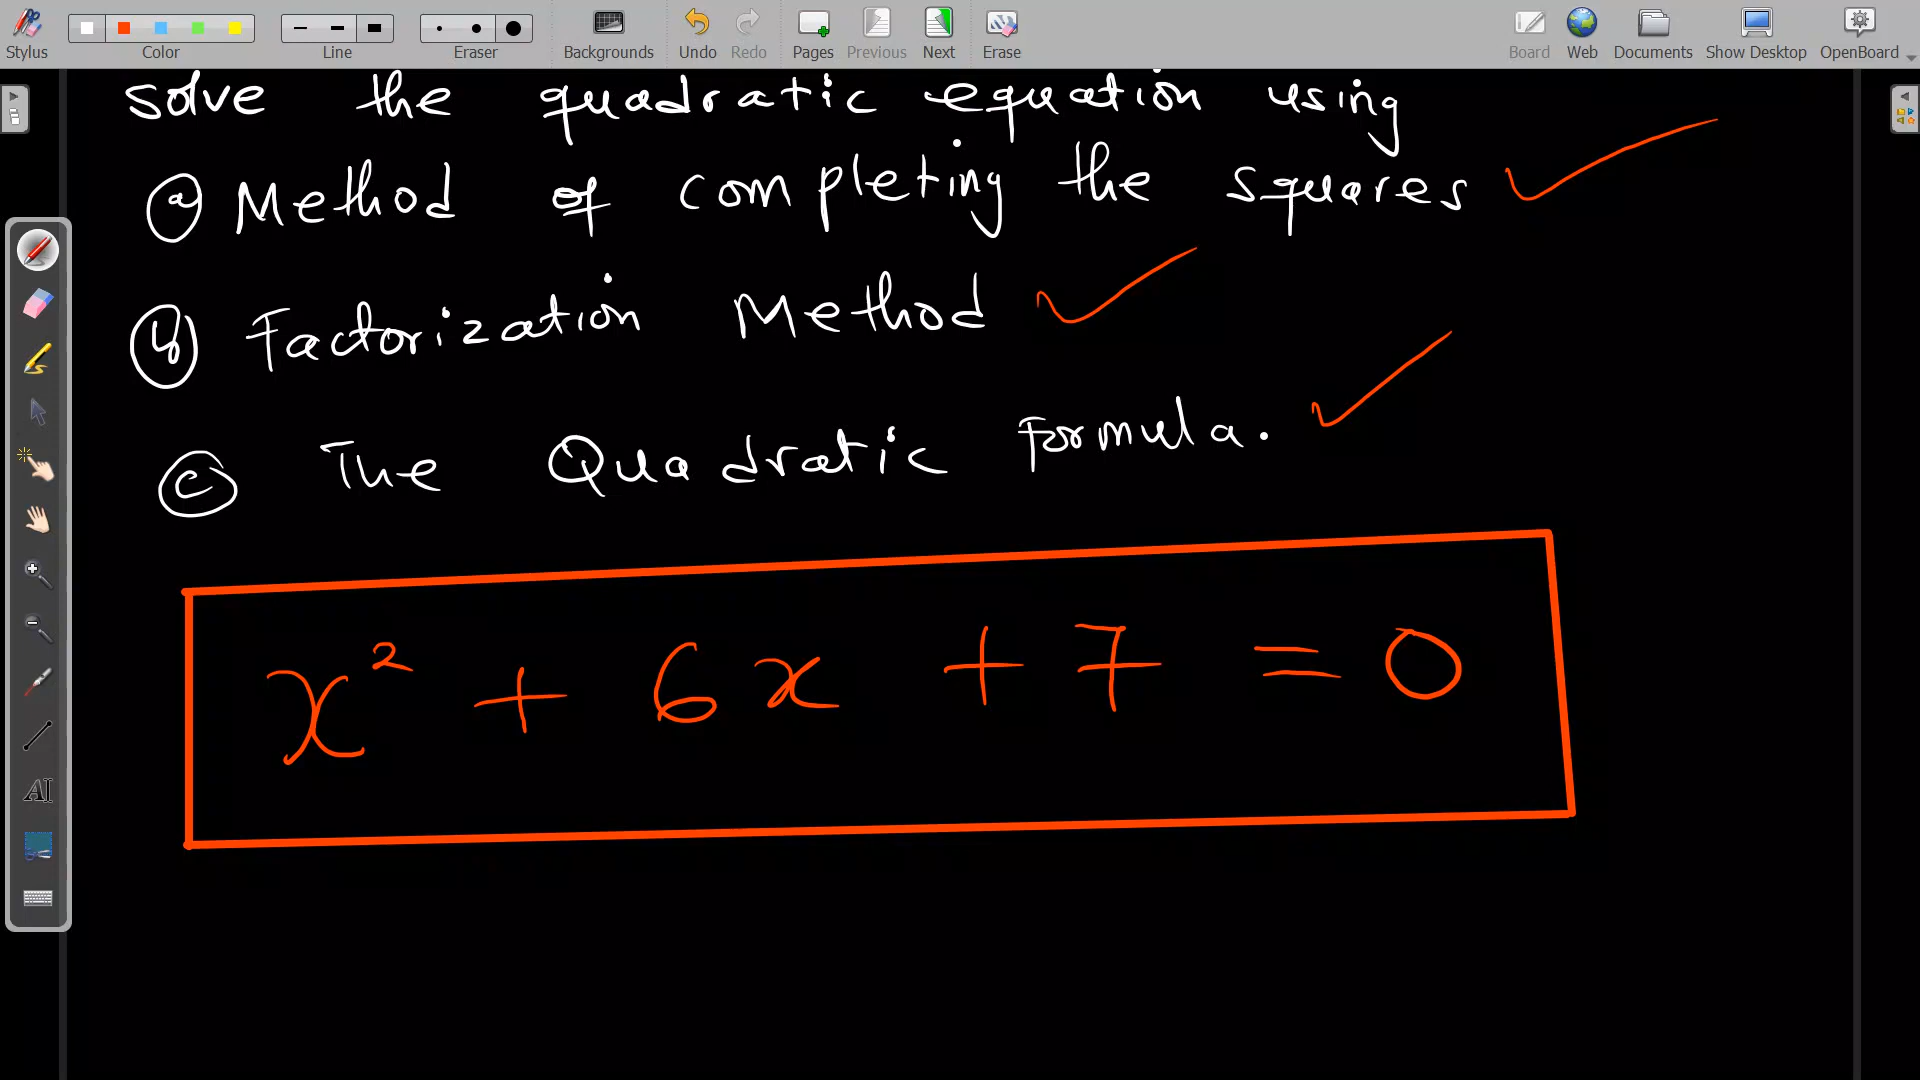 Stylus Color Line Eraser Backgrounds Undo Redo Pages Previous Next Erase Board Web Documents Show Desktop OpenBoard
solve the quadratic equation using
(a) Method of completing the squares
(b) Factorization Method
(c) The Quadratic Formula.
x² + 6x + 7 = 0